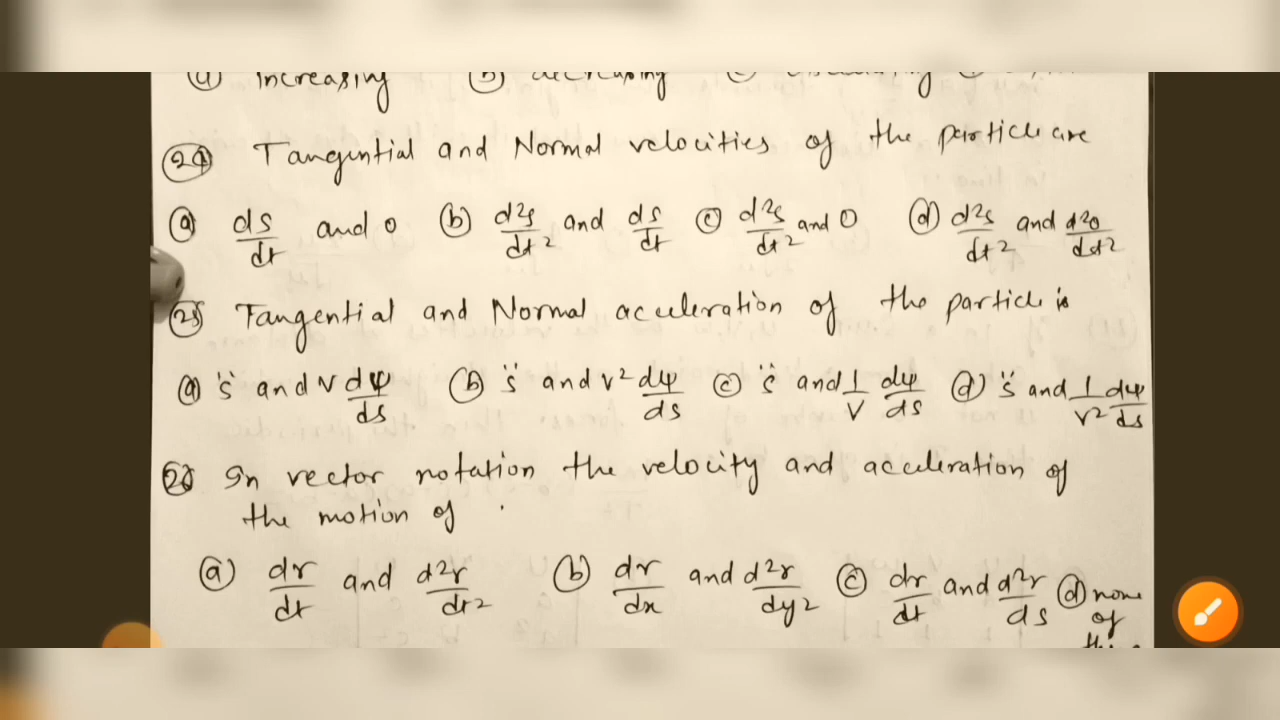 (a) increasing (b) decreasing (c)
(24) Tangential and Normal velocities of the particle are
(a) ds/dt and 0 (b) d²s/dt² and ds/dt (c) d²s/dt² and 0 (d) d²s/dt² and d²0/dt²
(25) Tangential and Normal acceleration of the particle is
(a) s̈ and v dψ/ds (b) s̈ and v² dψ/ds (c) s̈ and 1/v dψ/ds (d) s̈ and 1/v² dψ/ds
(26) In vector notation the velocity and acceleration of
the motion of
(a) dr/dt and d²r/dt² (b) dr/dx and d²r/dy² (c) dr/dt and d²r/ds (d) none
of